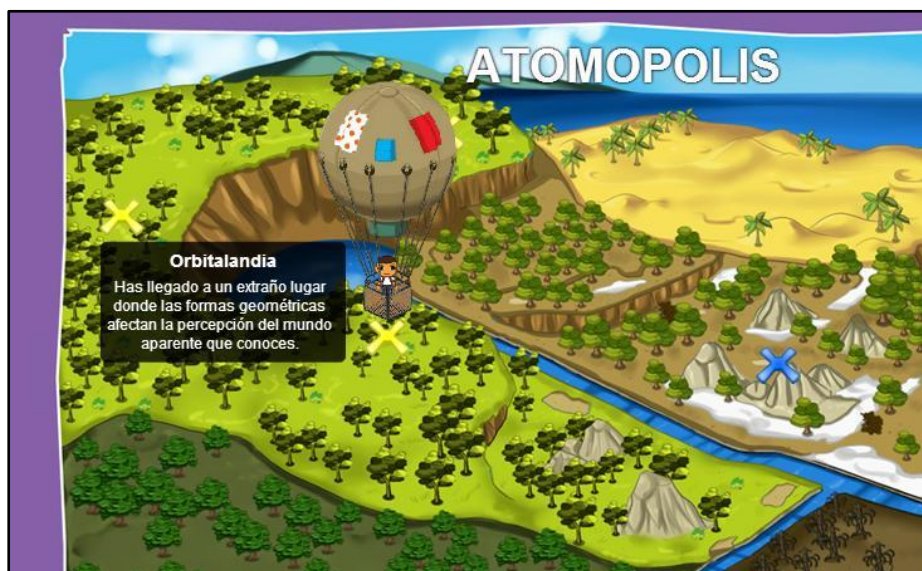 ATOMOPOLIS
Orbitalandia
Has llegado a un extraño lugar
donde las formas geométricas
afectan la percepción del mundo
aparente que conoces.